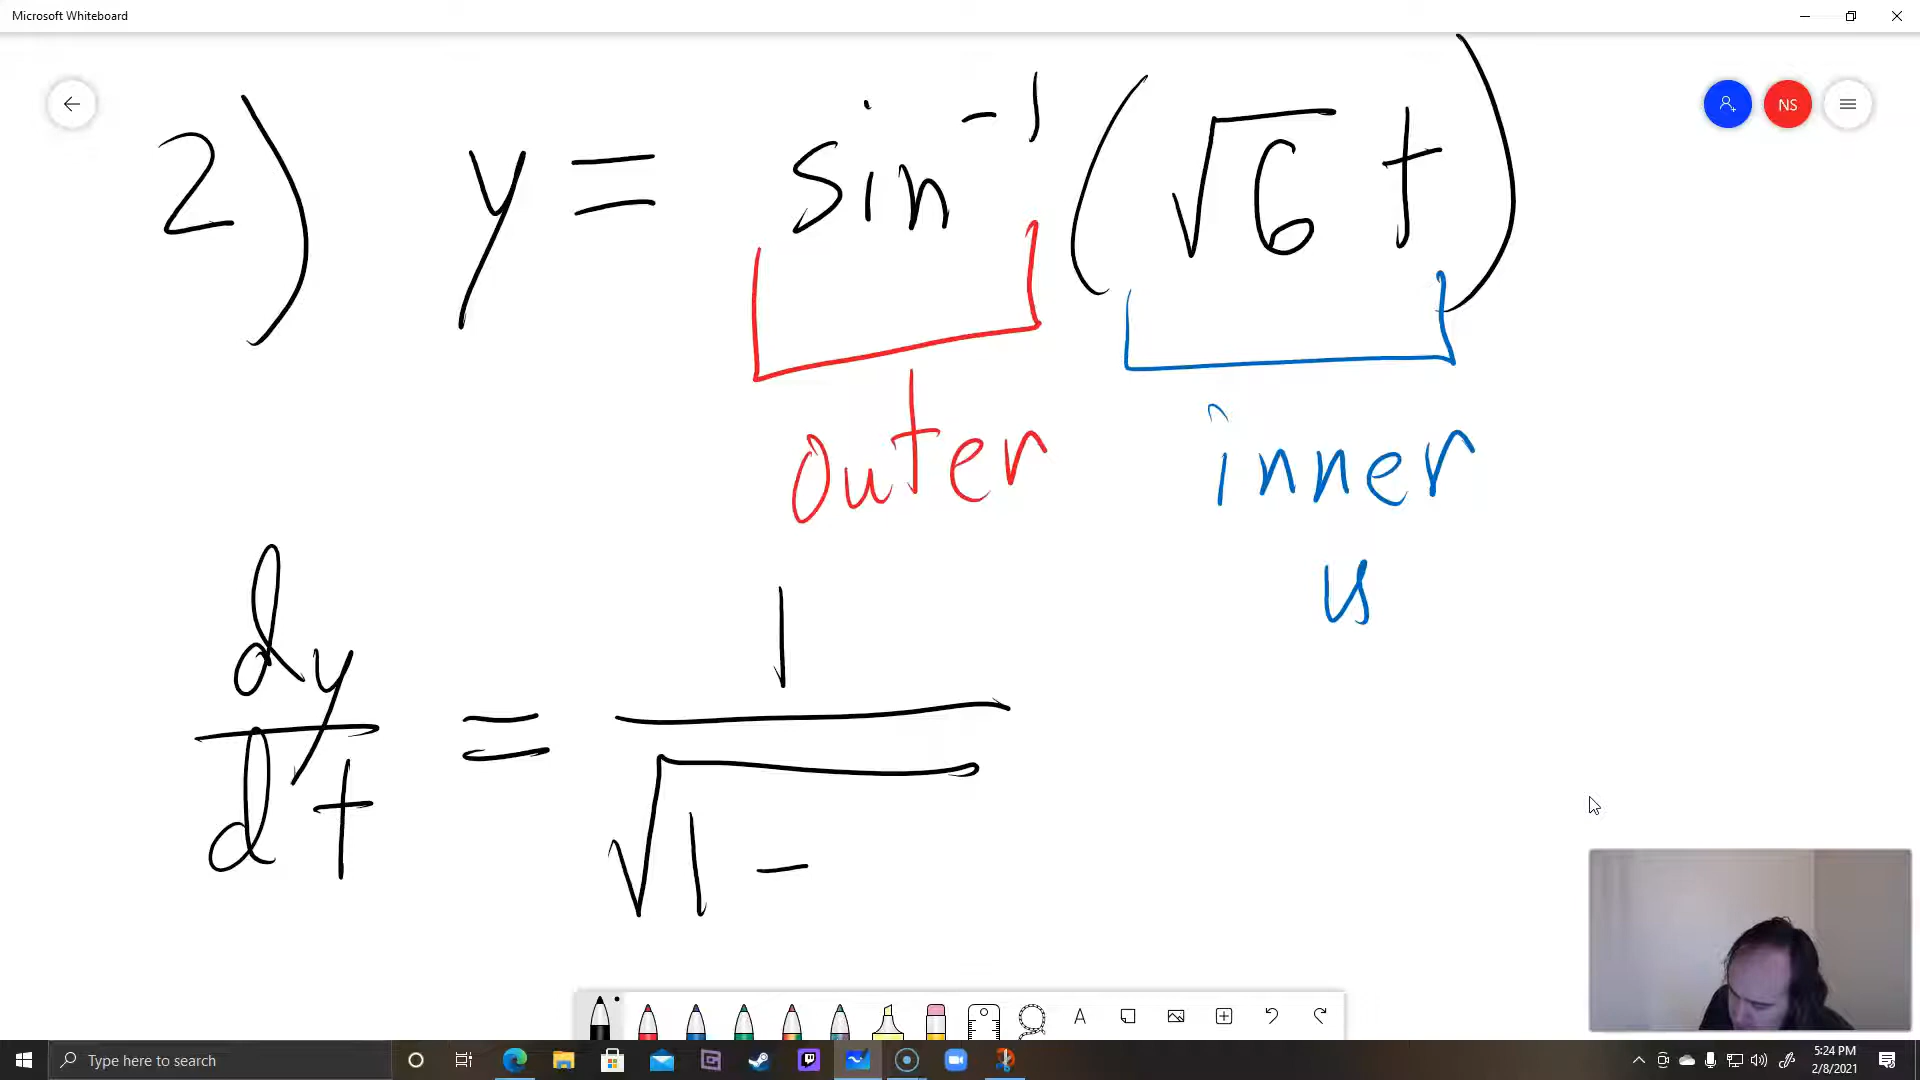 Microsoft Whiteboard
NS
2) y = sin⁻¹(√6 t)
outer inner
u
dy/dt = 1/√1 -
A
Type here to search
5:24 PM
2/8/2021